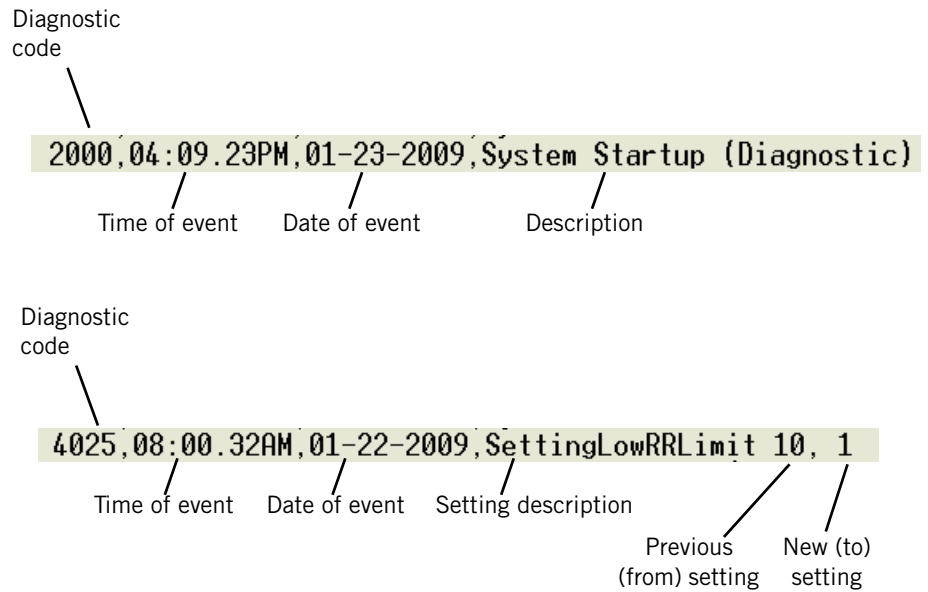 Diagnostic
code
2000,04:09.23PM,01-23-2009,System Startup (Diagnostic)
Time of event Date of event Description
Diagnostic
code
4025,08:00.32AM,01-22-2009,SettingLowRRLimit 10, 1
Time of event Date of event Setting description
Previous New (to)
(from) setting setting